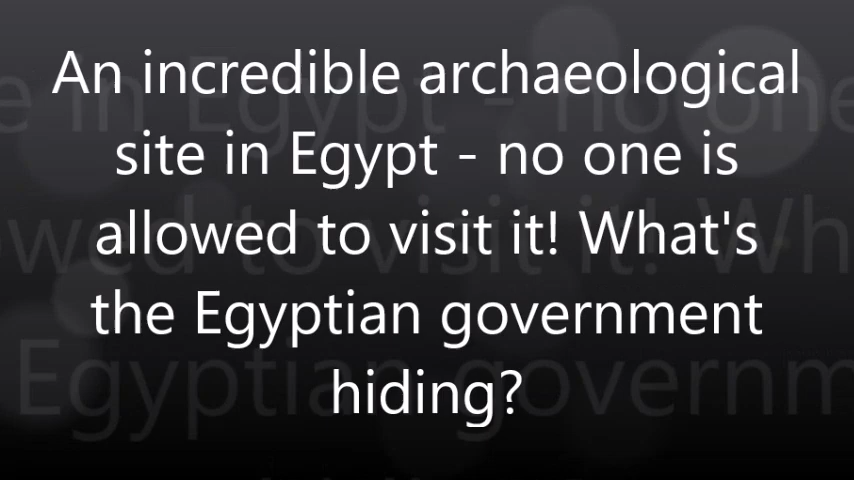 An incredible archaeological
site in Egypt - no one is
allowed to visit it! What's
the Egyptian government
hiding?